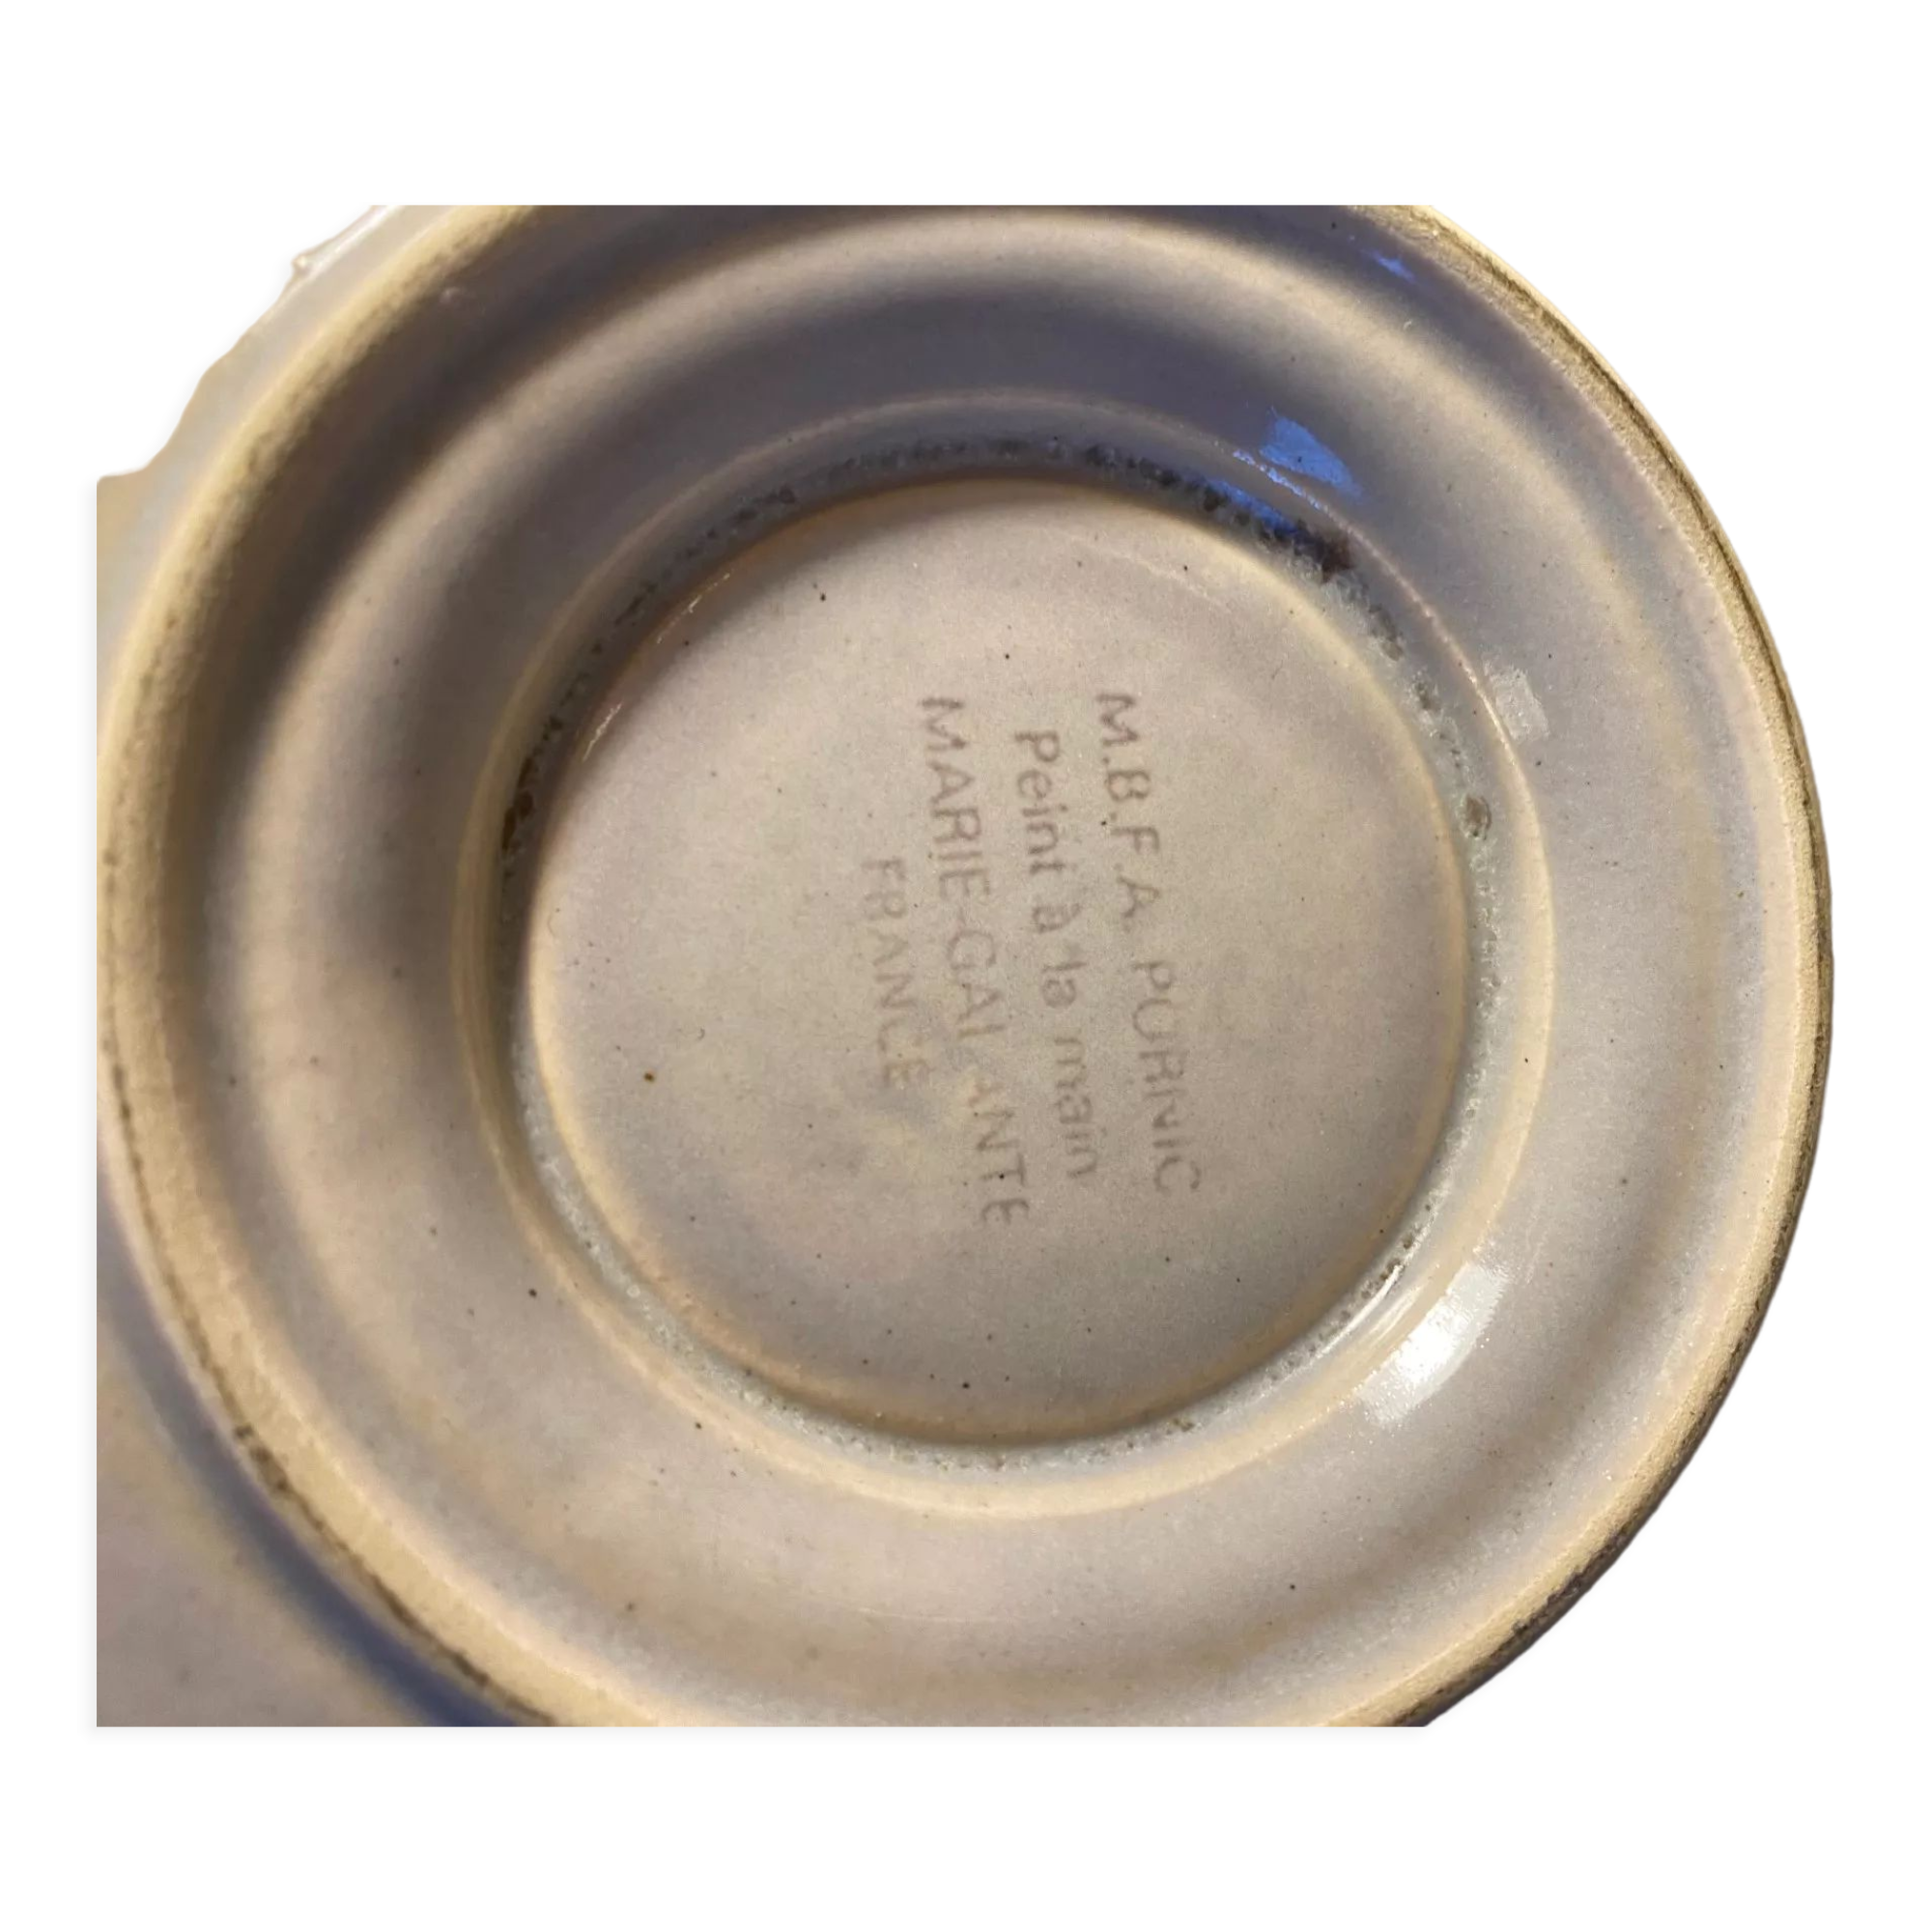 M.B.F.A. PORNIC
Peint à la main
MARIE-GALANTE
FRANCE